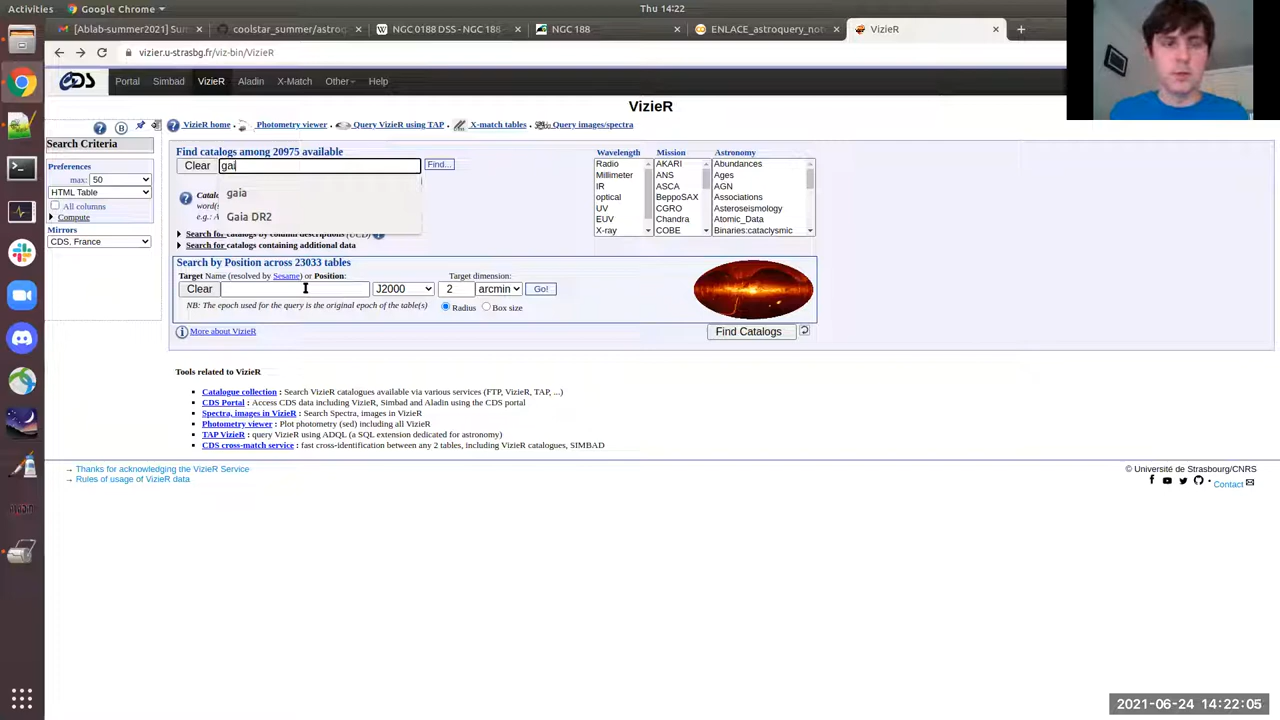 Activities
Google Chrome
Thu 14:22
[Ablab-summer2021] S
coolstar_summer/astroq
NGC 0188 DSS - NGC 188
NGC 188
ENLACE_astroquery_not
VizieR
vizier.u-strasbg.fr/viz-bin/VizieR
Portal Simbad VizieR Aladin X-Match Other Help
VizieR
VizieR home Photometry viewer Query VizieR using TAP X-match tables Query images/spectra
Search Criteria
Preferences
max: 50
HTML Table
All columns
Compute
Mirrors
CDS, France
Find catalogs among 20975 available
Clear gai Find...
gaia
Gaia DR2
Catalo
word(s
e.g.: A
Search for catalogs by column descriptions (UCD)
Search for catalogs containing additional data
Wavelength Mission Astronomy
Radio AKARI Abundances
Millimeter ANS Ages
IR ASCA AGN
optical BeppoSAX Associations
UV CGRO Asteroseismology
EUV Chandra Atomic_Data
X-ray COBE Binaries:cataclysmic
Search by Position across 23033 tables
Target Name (resolved by Sesame) or Position: Target dimension:
Clear J2000 2 arcmin Go!
NB: The epoch used for the query is the original epoch of the table(s) Radius Box size
More about VizieR
Find Catalogs
Tools related to VizieR
Catalogue collection : Search VizieR catalogues available via various services (FTP, VizieR, TAP, ...)
CDS Portal : Access CDS data including VizieR, Simbad and Aladin using the CDS portal
Spectra, images in VizieR : Search Spectra, images in VizieR
Photometry viewer : Plot photometry (sed) including all VizieR
TAP VizieR : query VizieR using ADQL (a SQL extension dedicated for astronomy)
CDS cross-match service : fast cross-identification between any 2 tables, including VizieR catalogues, SIMBAD
→ Thanks for acknowledging the VizieR Service
→ Rules of usage of VizieR data
© Université de Strasbourg/CNRS
Contact
2021-06-24 14:22:05